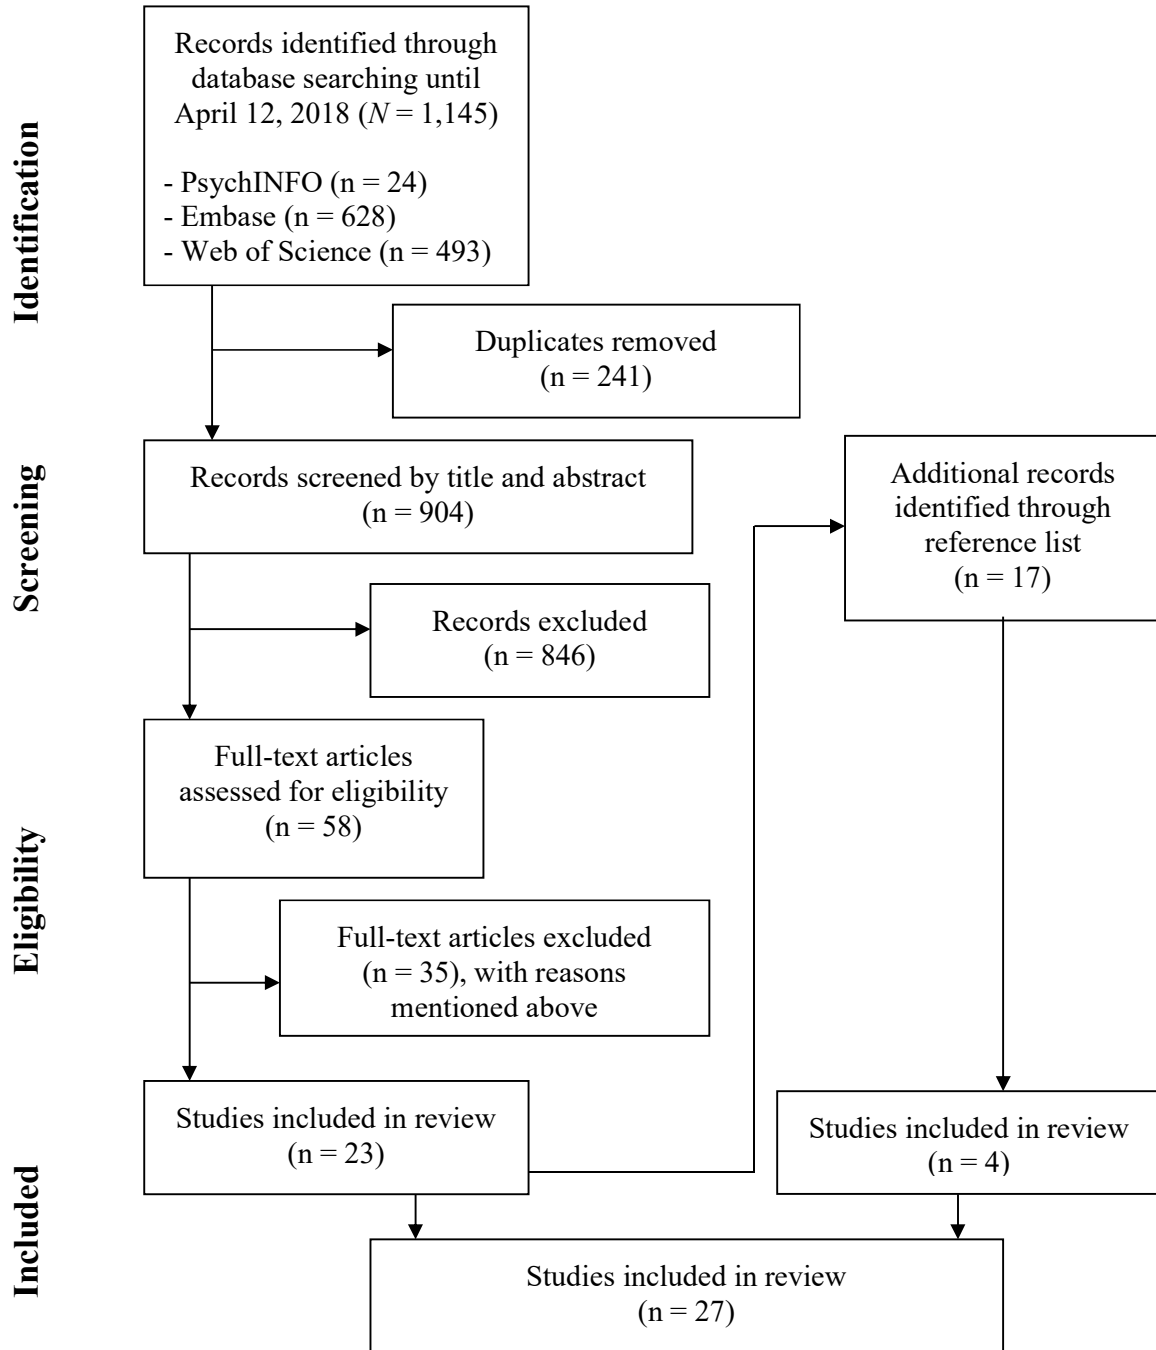 Identification
Records identified through
database searching until
April 12, 2018 (N = 1,145)
- PsychINFO (n = 24)
- Embase (n = 628)
- Web of Science (n = 493)
Duplicates removed
(n = 241)
Screening
Records screened by title and abstract
(n = 904)
Additional records
identified through
reference list
(n = 17)
Records excluded
(n = 846)
Eligibility
Full-text articles
assessed for eligibility
(n = 58)
Full-text articles excluded
(n = 35), with reasons
mentioned above
Included
Studies included in review
(n = 23)
Studies included in review
(n = 4)
Studies included in review
(n = 27)